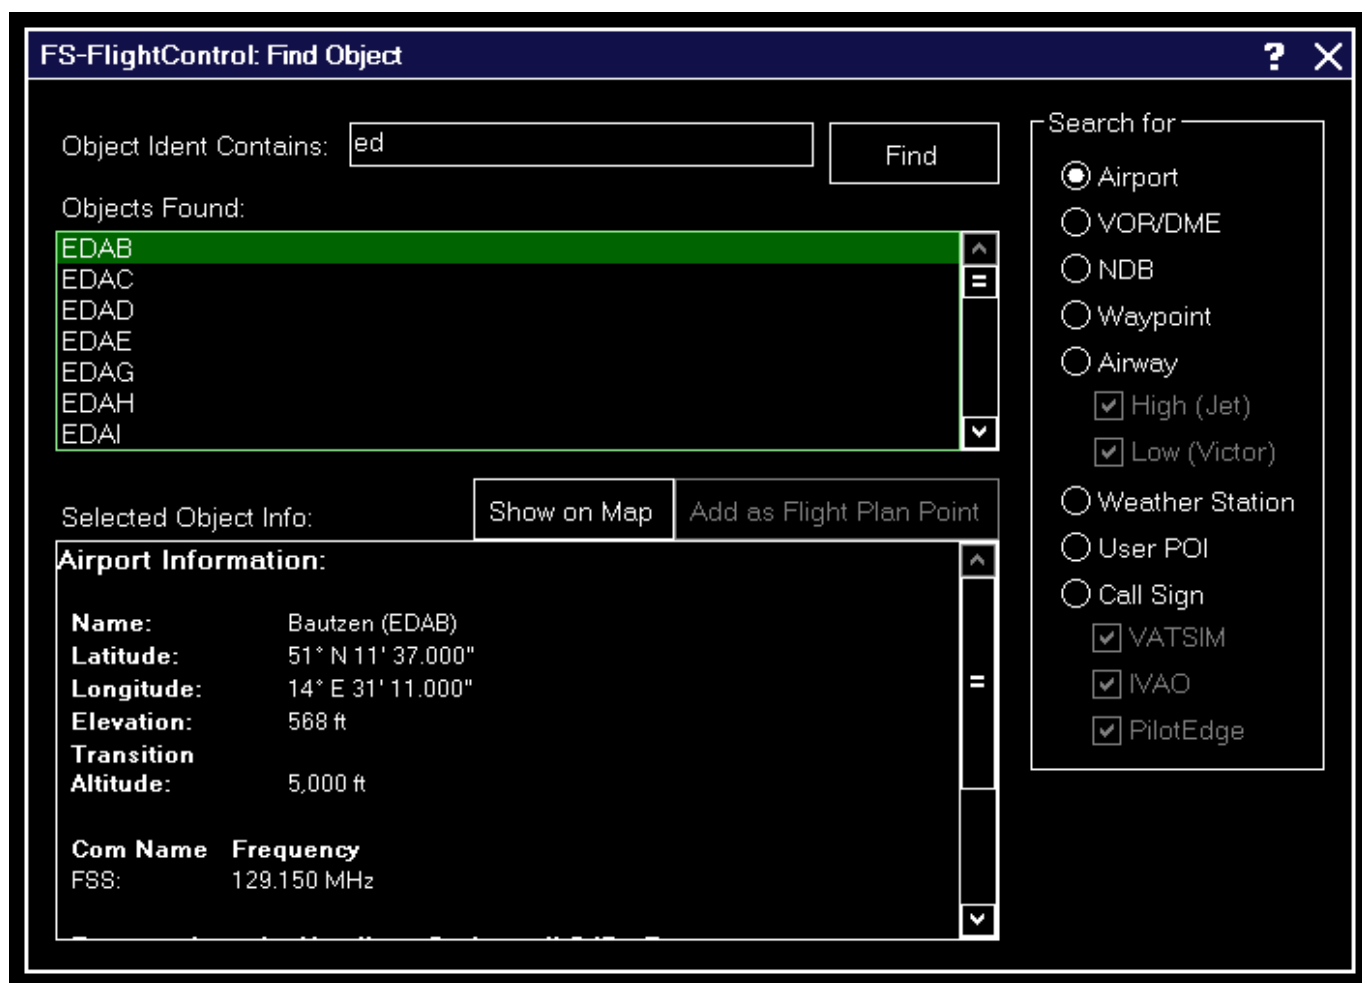 FS-FlightControl: Find Object
? X
Object Ident Contains: ed
Find
Objects Found:
EDAB
EDAC
EDAD
EDAE
EDAG
EDAH
EDAI
Selected Object Info:
Show on Map
Add as Flight Plan Point
Airport Information:
Name: Bautzen (EDAB)
Latitude: 51° N 11' 37.000"
Longitude: 14° E 31' 11.000"
Elevation: 568 ft
Transition
Altitude: 5,000 ft
Com Name Frequency
FSS: 129.150 MHz
Search for
Airport
VOR/DME
NDB
Waypoint
Airway
High (Jet)
Low (Victor)
Weather Station
User POI
Call Sign
VATSIM
IVAO
PilotEdge